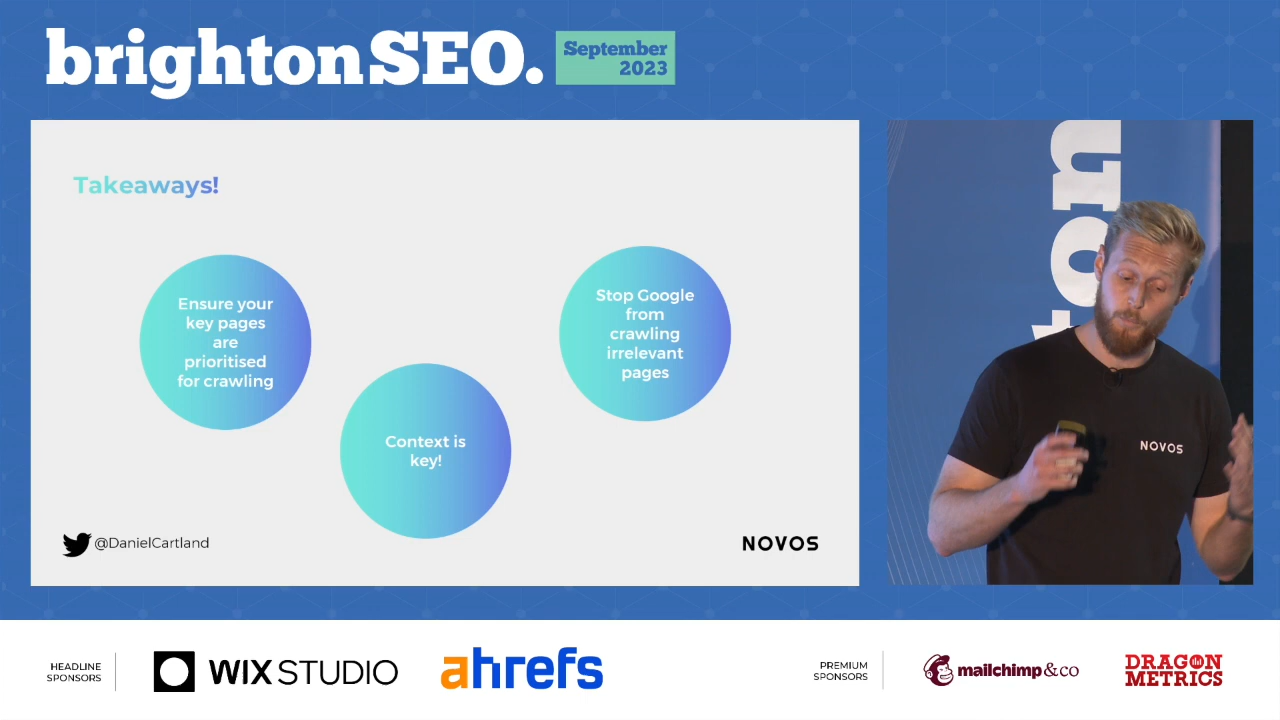 brightonSEO.
September
2023
Takeaways!
Ensure your
key pages
are
prioritised
for crawling
Context is
key!
Stop Google
from
crawling
irrelevant
pages
@DanielCartland
NOVOS
NOVOS
HEADLINE
SPONSORS
WIX STUDIO
ahrefs
PREMIUM
SPONSORS
mailchimp&co
DRAGON
METRICS